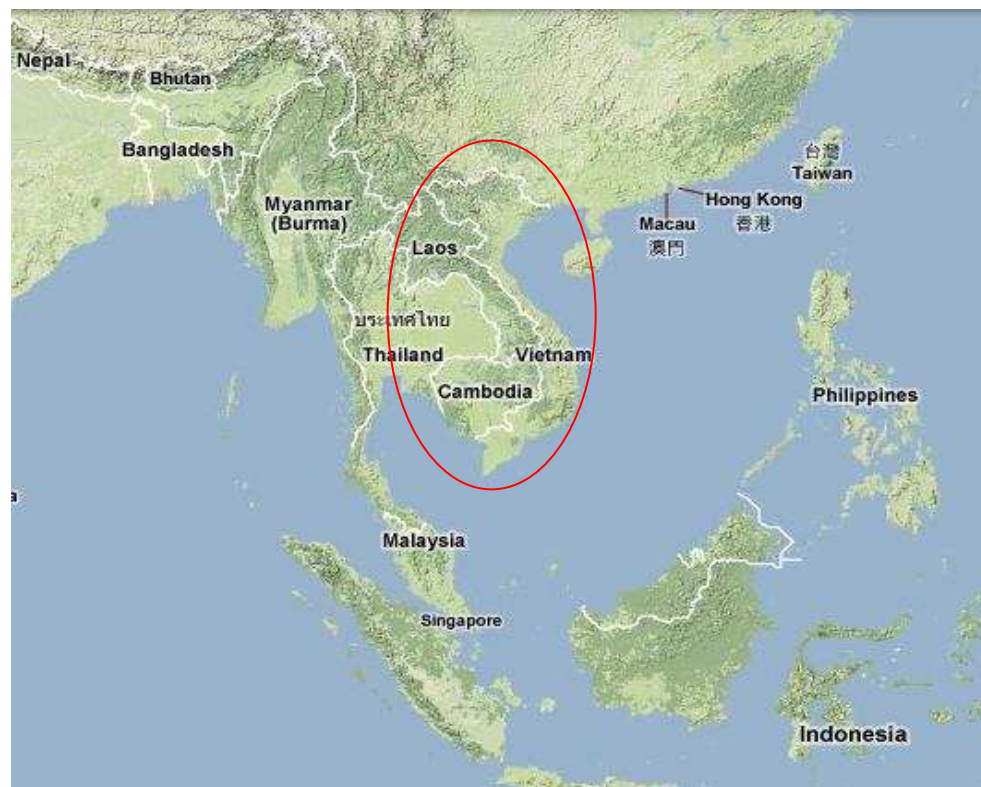 Nepal
Bhutan
Bangladesh
Myanmar
(Burma)
Laos
台灣
Taiwan
Hong Kong
香港
Macau
澳門
ประเทศไทย
Thailand
Vietnam
Cambodia
Philippines
Malaysia
Singapore
Indonesia